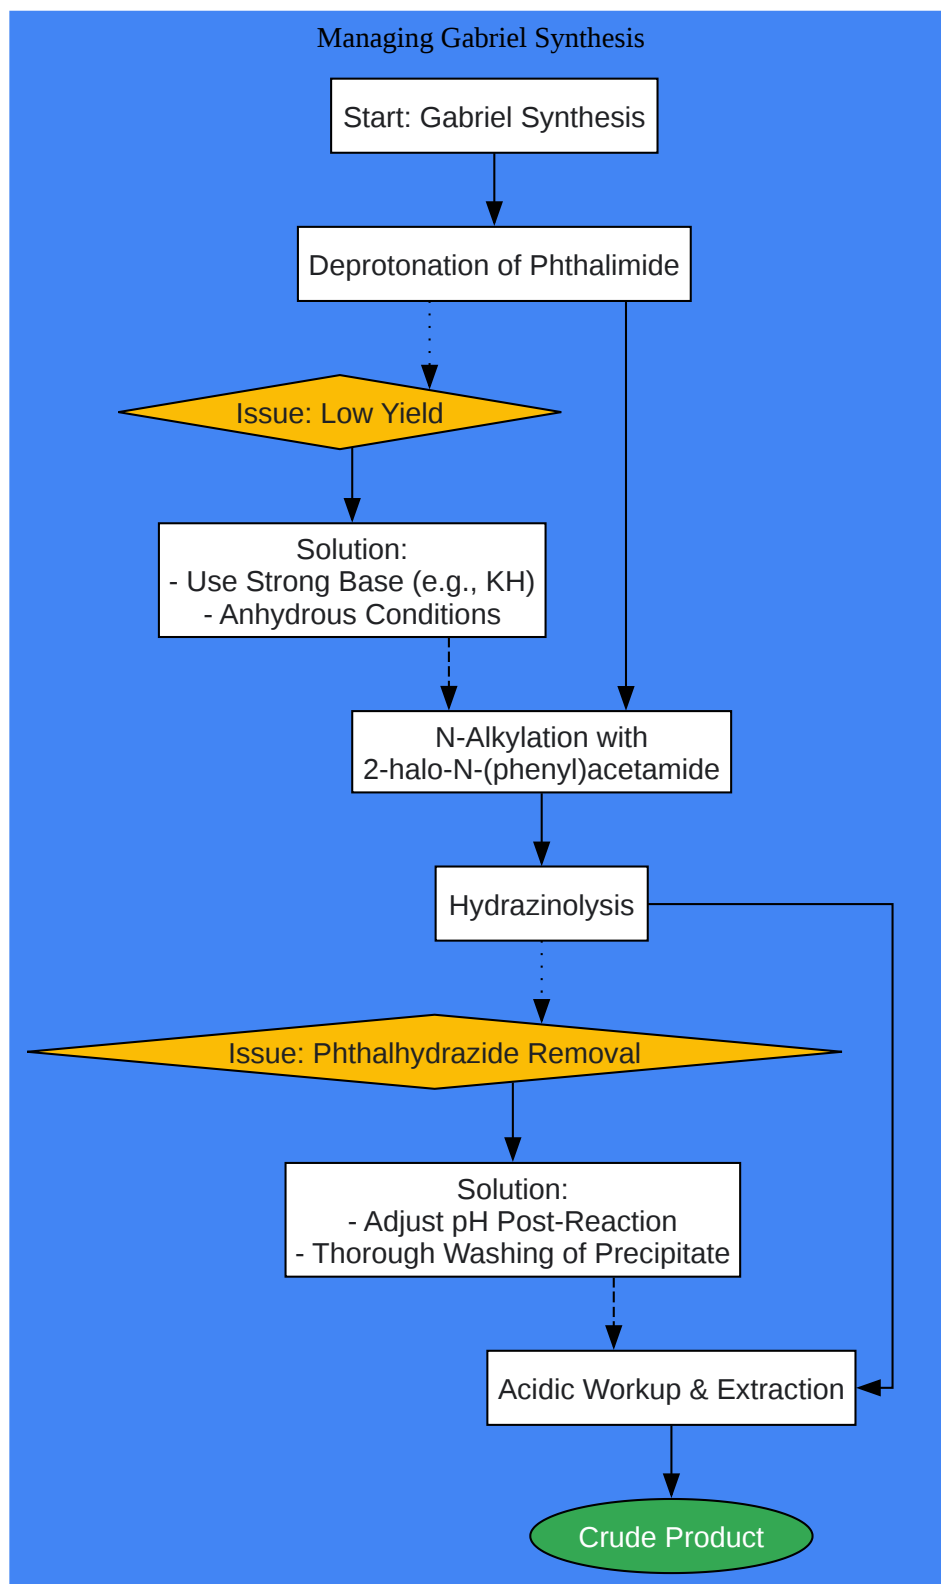 Managing Gabriel Synthesis
Start: Gabriel Synthesis
Deprotonation of Phthalimide
Issue: Low Yield
Solution:
- Use Strong Base (e.g., KH)
- Anhydrous Conditions
N-Alkylation with
2-halo-N-(phenyl)acetamide
Hydrazinolysis
Issue: Phthalhydrazide Removal
Solution:
- Adjust pH Post-Reaction
- Thorough Washing of Precipitate
Acidic Workup & Extraction
Crude Product